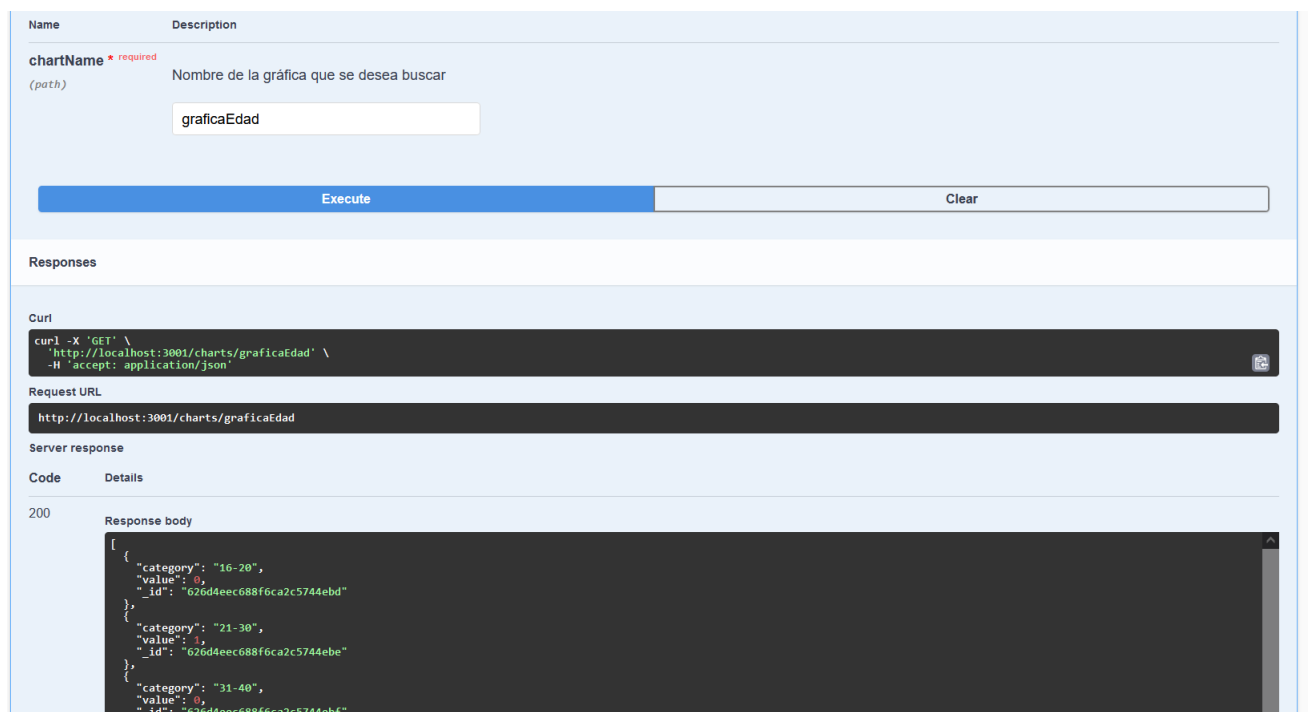 Name Description
chartName * required
(path)
Nombre de la gráfica que se desea buscar
graficaEdad
Execute Clear
Responses
Curl
curl -X 'GET' \
'http://localhost:3001/charts/graficaEdad' \
-H 'accept: application/json'
Request URL
http://localhost:3001/charts/graficaEdad
Server response
Code Details
200
Response body
[
{
"category": "16-20",
"value": 0,
"_id": "626d4eec688f6ca2c5744ebd"
},
{
"category": "21-30",
"value": 1,
"_id": "626d4eec688f6ca2c5744ebe"
},
{
"category": "31-40",
"value": 0,
"_id": "626d4eec688f6ca2c5744ebf"